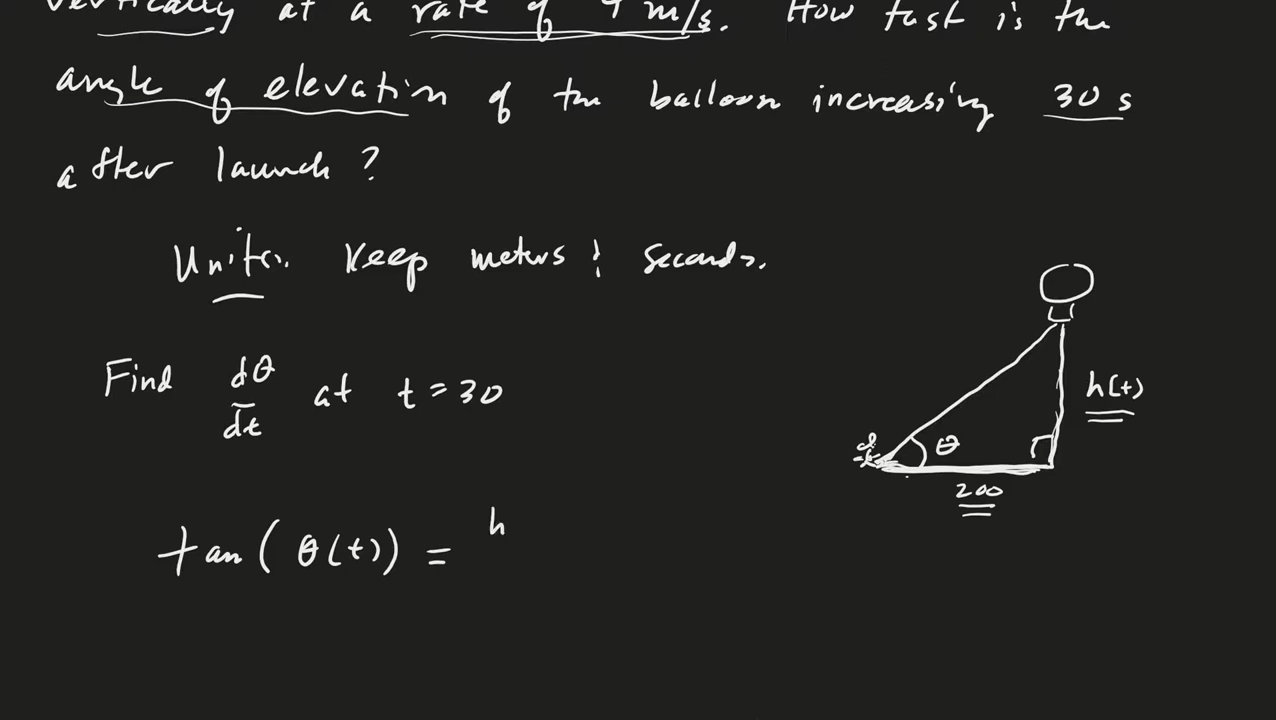 vertically at a rate of 4 m/s. How fast is the
angle of elevation of the balloon increasing 30 s
after launch?
Units: Keep meters & seconds.
Find dθ/dt at t = 30
h(t)
θ
200
tan(θ(t)) = h